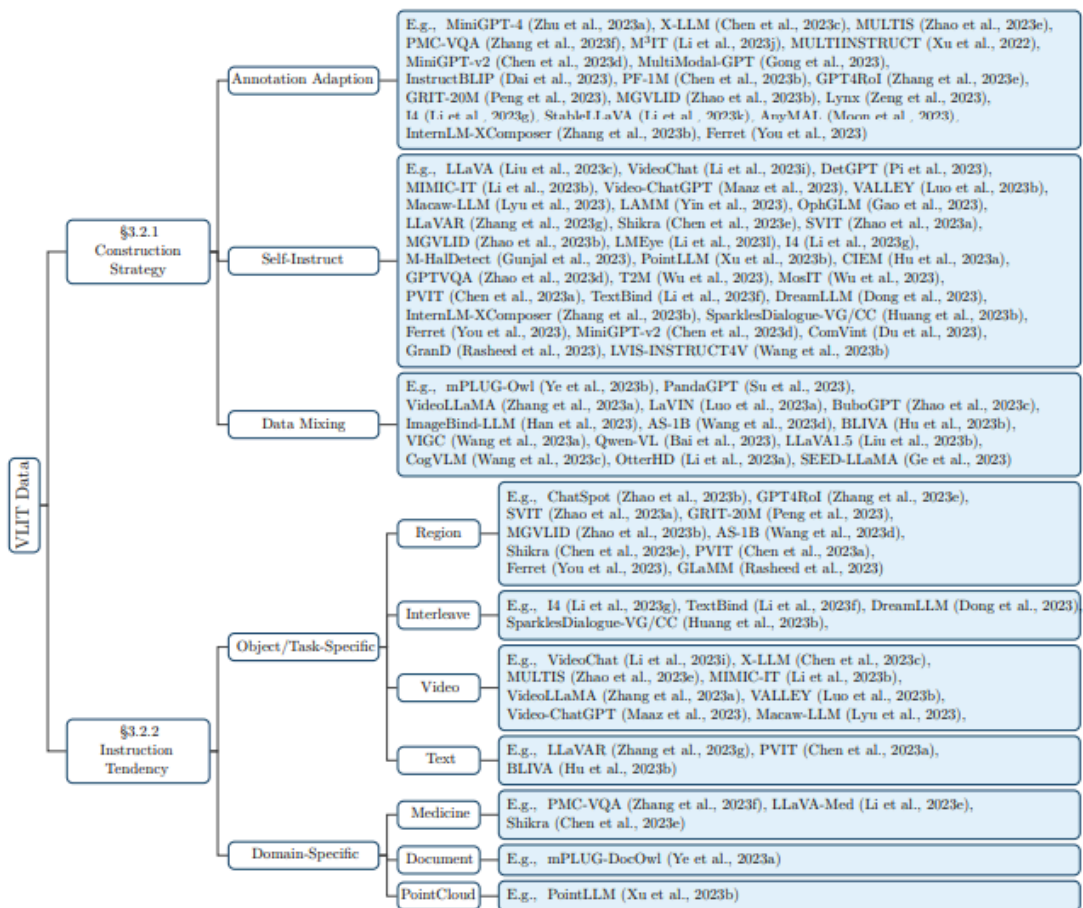 VLIT Data
§3.2.1
Construction
Strategy
Annotation Adaption
E.g., MiniGPT-4 (Zhu et al., 2023a), X-LLM (Chen et al., 2023c), MULTIS (Zhao et al., 2023e),
PMC-VQA (Zhang et al., 2023f), M³IT (Li et al., 2023j), MULTIINSTRUCT (Xu et al., 2022),
MiniGPT-v2 (Chen et al., 2023d), MultiModal-GPT (Gong et al., 2023),
InstructBLIP (Dai et al., 2023), PF-1M (Chen et al., 2023b), GPT4RoI (Zhang et al., 2023e),
GRIT-20M (Peng et al., 2023), MGVLID (Zhao et al., 2023b), Lynx (Zeng et al., 2023),
I4 (Li et al., 2023g), StableLLaVA (Li et al., 2023k), AnyMAL (Moon et al., 2023),
InternLM-XComposer (Zhang et al., 2023b), Ferret (You et al., 2023)
Self-Instruct
E.g., LLaVA (Liu et al., 2023c), VideoChat (Li et al., 2023i), DetGPT (Pi et al., 2023),
MIMIC-IT (Li et al., 2023b), Video-ChatGPT (Maaz et al., 2023), VALLEY (Luo et al., 2023b),
Macaw-LLM (Lyu et al., 2023), LAMM (Yin et al., 2023), OphGLM (Gao et al., 2023),
LLaVAR (Zhang et al., 2023g), Shikra (Chen et al., 2023e), SVIT (Zhao et al., 2023a),
MGVLID (Zhao et al., 2023b), LMEye (Li et al., 2023l), I4 (Li et al., 2023g),
M-HalDetect (Gunjal et al., 2023), PointLLM (Xu et al., 2023b), CIEM (Hu et al., 2023a),
GPTVQA (Zhao et al., 2023d), T2M (Wu et al., 2023), MosIT (Wu et al., 2023),
PVIT (Chen et al., 2023a), TextBind (Li et al., 2023f), DreamLLM (Dong et al., 2023),
InternLM-XComposer (Zhang et al., 2023b), SparklesDialogue-VG/CC (Huang et al., 2023b),
Ferret (You et al., 2023), MiniGPT-v2 (Chen et al., 2023d), ComVint (Du et al., 2023),
GranD (Rasheed et al., 2023), LVIS-INSTRUCT4V (Wang et al., 2023b)
Data Mixing
E.g., mPLUG-Owl (Ye et al., 2023b), PandaGPT (Su et al., 2023),
VideoLLaMA (Zhang et al., 2023a), LaVIN (Luo et al., 2023a), BuboGPT (Zhao et al., 2023c),
ImageBind-LLM (Han et al., 2023), AS-1B (Wang et al., 2023d), BLIVA (Hu et al., 2023b),
VIGC (Wang et al., 2023a), Qwen-VL (Bai et al., 2023), LLaVA1.5 (Liu et al., 2023b),
CogVLM (Wang et al., 2023c), OtterHD (Li et al., 2023a), SEED-LLaMA (Ge et al., 2023)
§3.2.2
Instruction
Tendency
Object/Task-Specific
Region
E.g., ChatSpot (Zhao et al., 2023b), GPT4RoI (Zhang et al., 2023e),
SVIT (Zhao et al., 2023a), GRIT-20M (Peng et al., 2023),
MGVLID (Zhao et al., 2023b), AS-1B (Wang et al., 2023d),
Shikra (Chen et al., 2023e), PVIT (Chen et al., 2023a),
Ferret (You et al., 2023), GLaMM (Rasheed et al., 2023)
Interleave
E.g., I4 (Li et al., 2023g), TextBind (Li et al., 2023f), DreamLLM (Dong et al., 2023),
SparklesDialogue-VG/CC (Huang et al., 2023b),
Video
E.g., VideoChat (Li et al., 2023i), X-LLM (Chen et al., 2023c),
MULTIS (Zhao et al., 2023e), MIMIC-IT (Li et al., 2023b),
VideoLLaMA (Zhang et al., 2023a), VALLEY (Luo et al., 2023b),
Video-ChatGPT (Maaz et al., 2023), Macaw-LLM (Lyu et al., 2023),
Text
E.g., LLaVAR (Zhang et al., 2023g), PVIT (Chen et al., 2023a),
BLIVA (Hu et al., 2023b)
Domain-Specific
Medicine
E.g., PMC-VQA (Zhang et al., 2023f), LLaVA-Med (Li et al., 2023e),
Shikra (Chen et al., 2023e)
Document
E.g., mPLUG-DocOwl (Ye et al., 2023a)
PointCloud
E.g., PointLLM (Xu et al., 2023b)